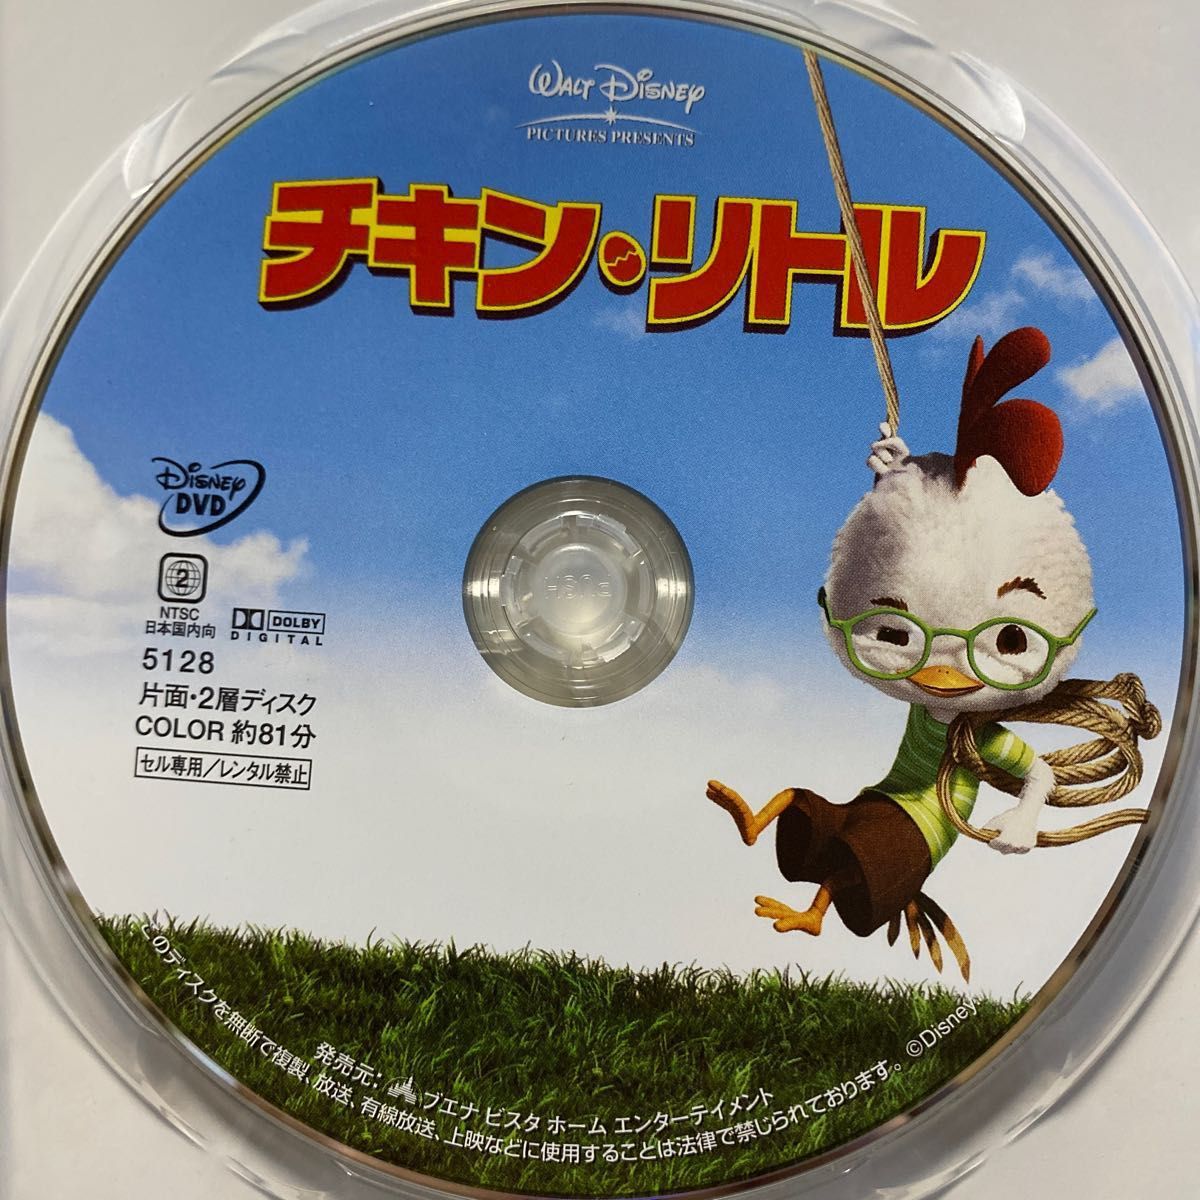 WALT DISNEY
PICTURES PRESENTS
チキン・リトル
DISNEY
DVD
2
NTSC
日本国内向
DOLBY
DIGITAL
5128
片面・2層ディスク
COLOR 約81分
セル専用/レンタル禁止
PUSH
発売元: ブエナ ビスタ ホーム エンターテイメント
このディスクを無断で複製、放送、有線放送、上映などに使用することは法律で禁じられております。 ©Disney